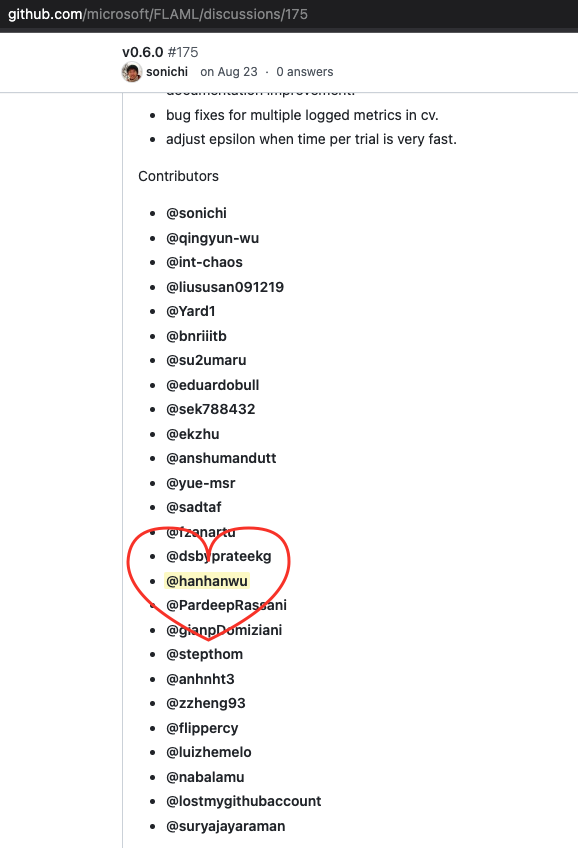 github.com/microsoft/FLAML/discussions/175
v0.6.0 #175
sonichi on Aug 23 · 0 answers
documentation improvement.
• bug fixes for multiple logged metrics in cv.
• adjust epsilon when time per trial is very fast.
Contributors
• @sonichi
• @qingyun-wu
• @int-chaos
• @liususan091219
• @Yard1
• @bnriiitb
• @su2umaru
• @eduardobull
• @sek788432
• @ekzhu
• @anshumandutt
• @yue-msr
• @sadtaf
• @fzanartu
• @dsbyprateekg
• @hanhanwu
• @PardeepRassani
• @gianpDomiziani
• @stepthom
• @anhnht3
• @zzheng93
• @flippercy
• @luizhemelo
• @nabalamu
• @lostmygithubaccount
• @suryajayaraman